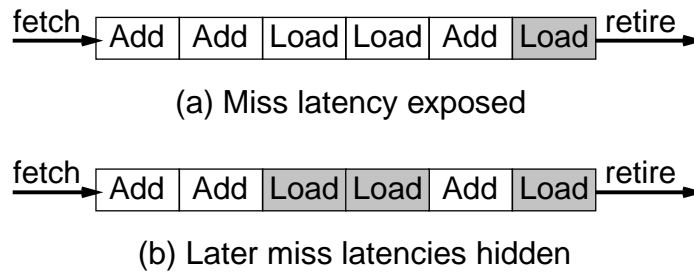 fetch Add Add Load Load Add Load retire
(a) Miss latency exposed
fetch Add Add Load Load Add Load retire
(b) Later miss latencies hidden